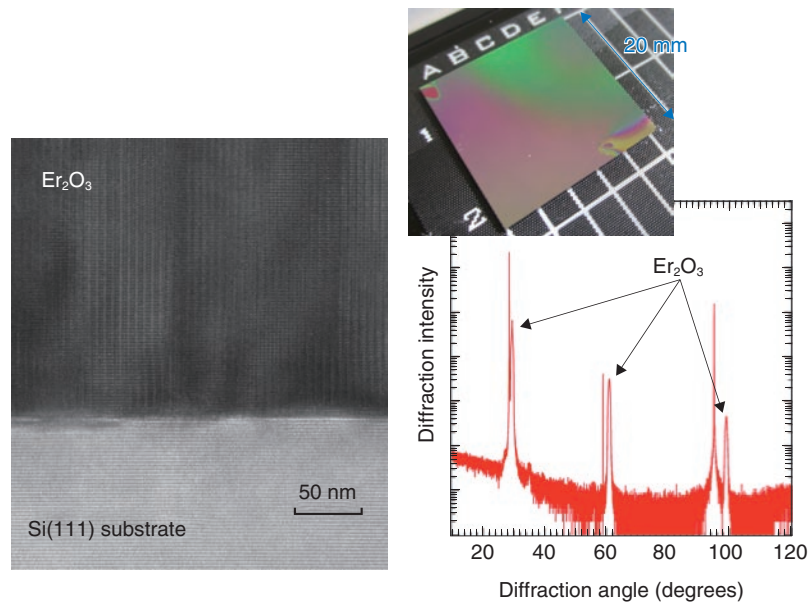 Er₂O₃
50 nm
Si(111) substrate
A B C D E
20 mm
1
2
Er₂O₃
Diffraction intensity
20 40 60 80 100 120
Diffraction angle (degrees)